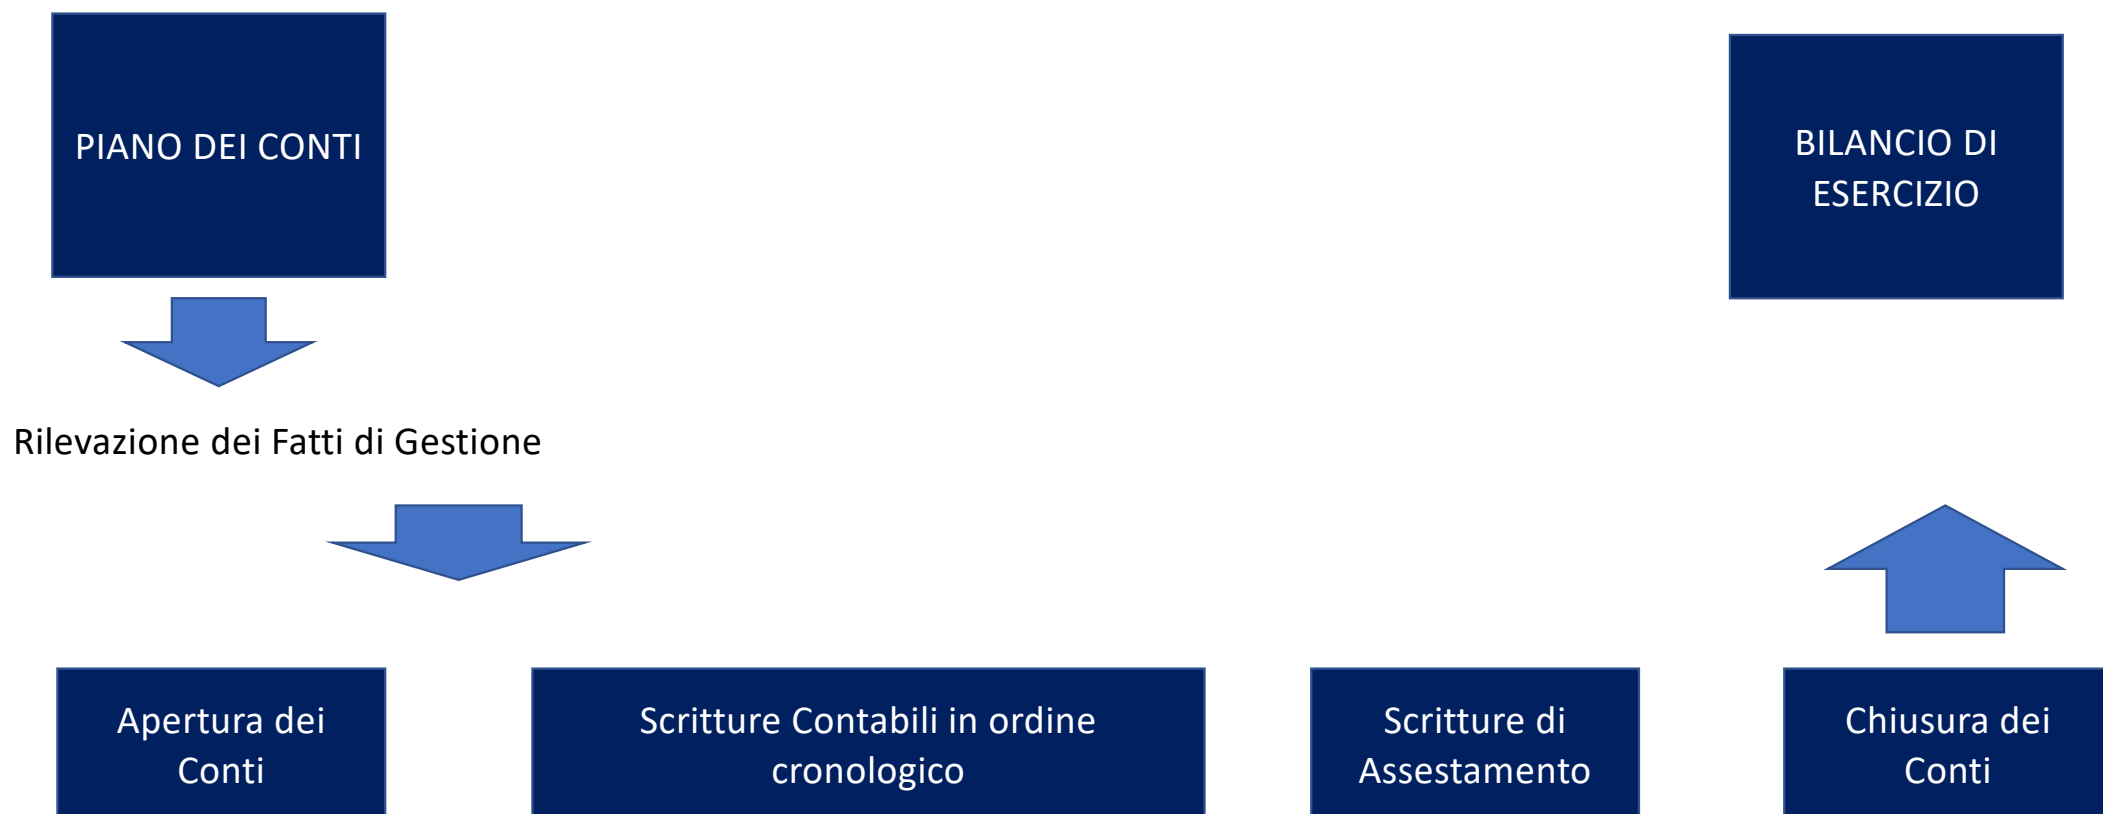 PIANO DEI CONTI
BILANCIO DI
ESERCIZIO
Rilevazione dei Fatti di Gestione
Apertura dei
Conti
Scritture Contabili in ordine
cronologico
Scritture di
Assestamento
Chiusura dei
Conti